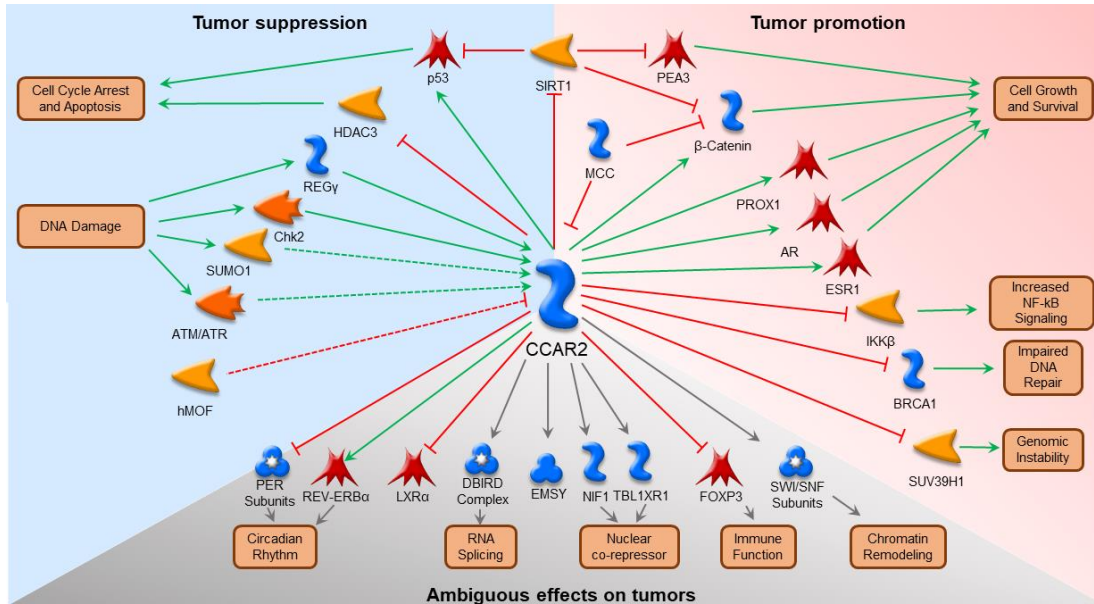 Tumor suppression
Tumor promotion
p53
SIRT1
PEA3
Cell Cycle Arrest
and Apoptosis
Cell Growth
and Survival
HDAC3
β-Catenin
MCC
REGγ
PROX1
DNA Damage
Chk2
SUMO1
AR
ESR1
ATM/ATR
Increased
NF-kB
Signaling
IKKβ
CCAR2
Impaired
DNA
Repair
hMOF
BRCA1
Genomic
Instability
SUV39H1
PER
Subunits
REV-ERBα
LXRα
DBIRD
Complex
EMSY
NIF1
TBL1XR1
FOXP3
SWI/SNF
Subunits
Circadian
Rhythm
RNA
Splicing
Nuclear
co-repressor
Immune
Function
Chromatin
Remodeling
Ambiguous effects on tumors